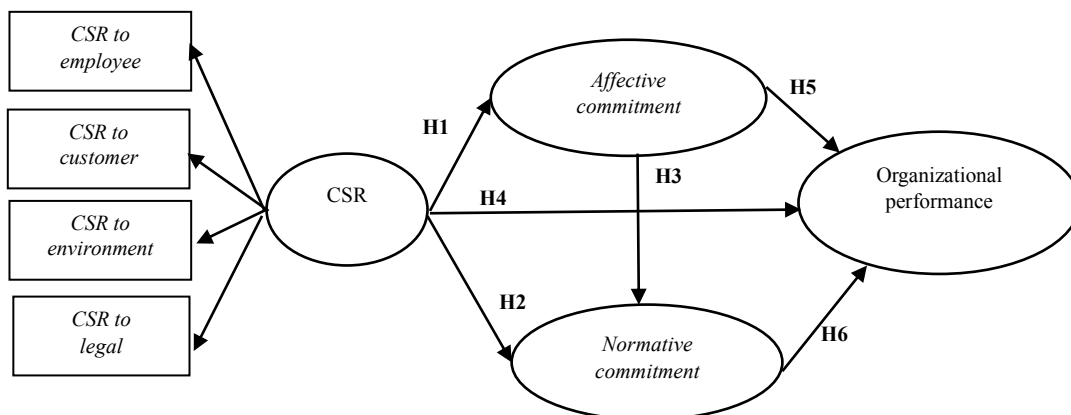 CSR to
employee
CSR to
customer
CSR to
environment
CSR to
legal
CSR
H1
H2
H4
Affective
commitment
H3
Normative
commitment
H5
H6
Organizational
performance